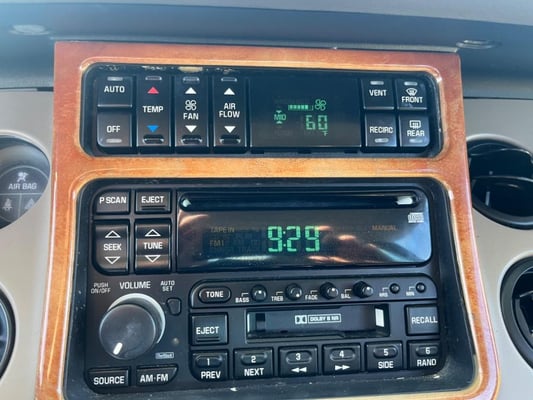 AUTO
TEMP
FAN
AIR
FLOW
MID
60
F
VENT
FRONT
OFF
RECIRC
REAR
AIR
BAG
P SCAN
EJECT
SEEK
TUNE
TAPE IN
FM1
9:29
MANUAL
PUSH
ON/OFF
VOLUME
AUTO
SET
TONE
BASS
TREB
FADE
BAL
HRS
MIN
EJECT
DOLBY B NR
RECALL
1
PREV
2
NEXT
3
4
5
SIDE
6
RAND
SOURCE
AM•FM